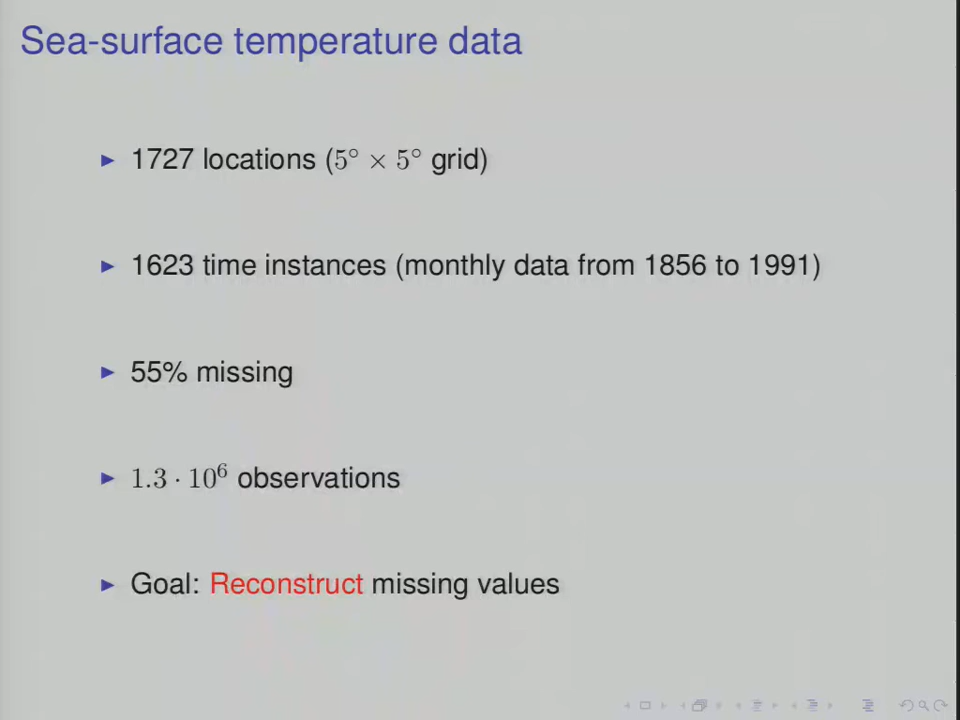 Sea-surface temperature data
▶ 1727 locations (5° × 5° grid)
▶ 1623 time instances (monthly data from 1856 to 1991)
▶ 55% missing
▶ 1.3 · 10⁶ observations
▶ Goal: Reconstruct missing values